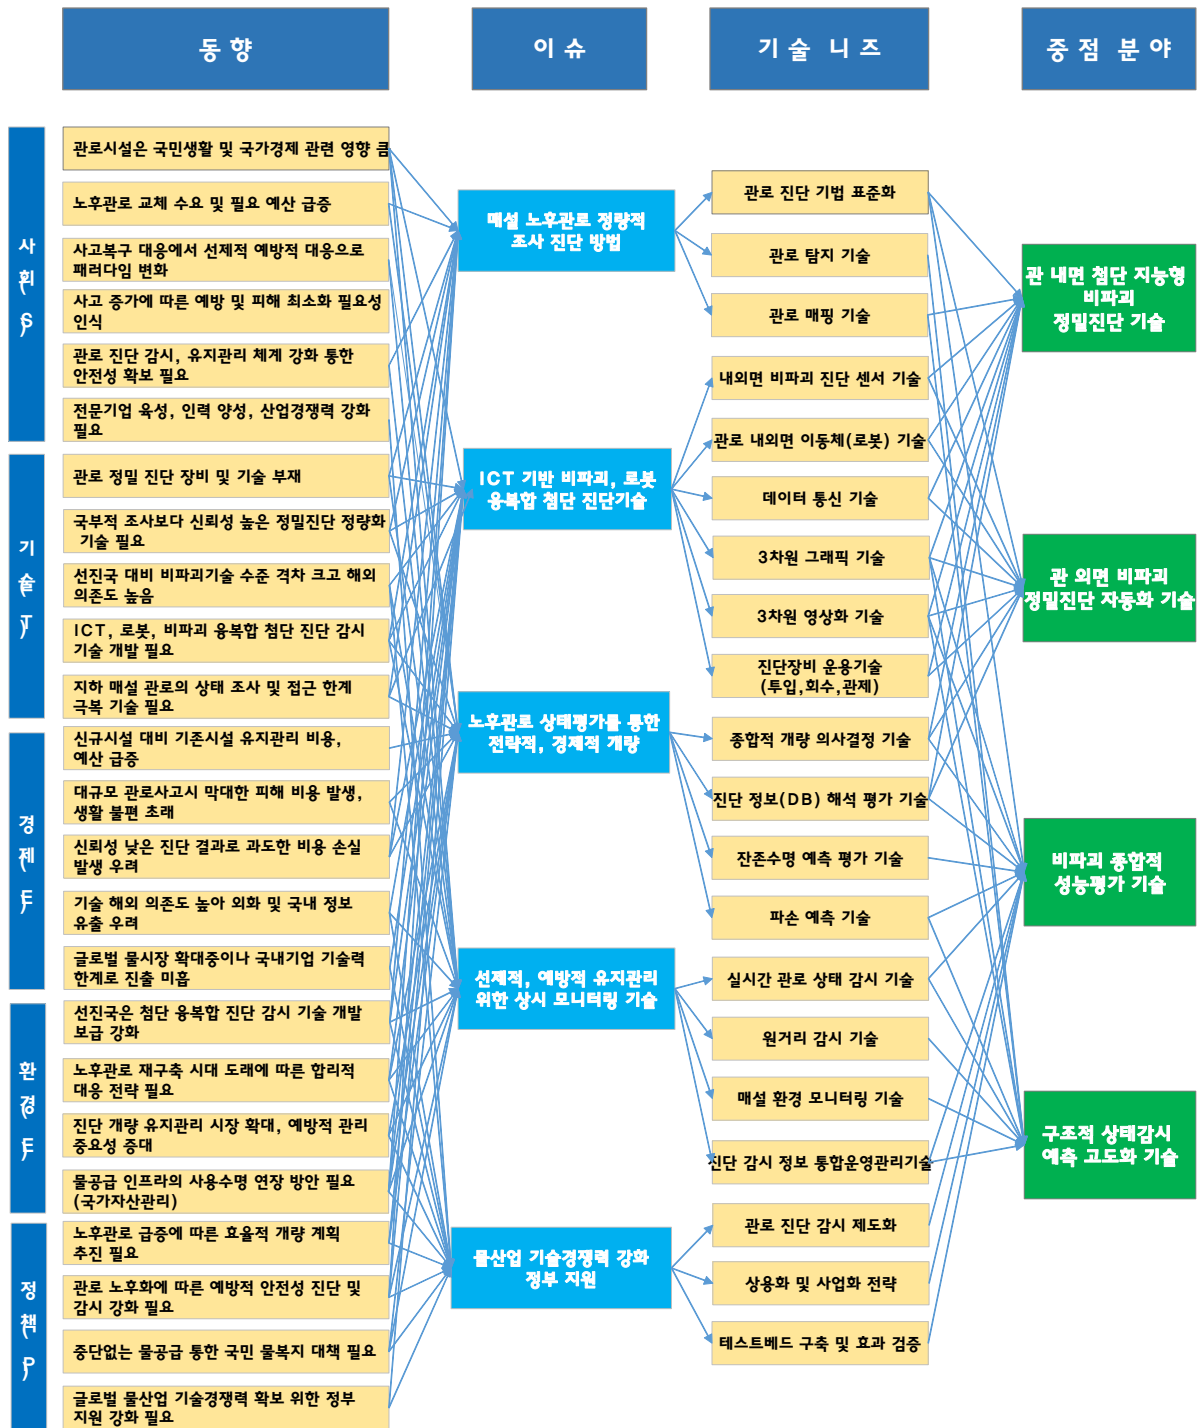 동 향
이 슈
기 술 니 즈
중 점 분 야
사회(S)
관로시설은 국민생활 및 국가경제 관련 영향 큼
노후관로 교체 수요 및 필요 예산 급증
사고복구 대응에서 선제적 예방적 대응으로
패러다임 변화
사고 증가에 따른 예방 및 피해 최소화 필요성
인식
관로 진단 감시, 유지관리 체계 강화 통한
안전성 확보 필요
전문기업 육성, 인력 양성, 산업경쟁력 강화
필요
기술(T)
관로 정밀 진단 장비 및 기술 부재
국부적 조사보다 신뢰성 높은 정밀진단 정량화
기술 필요
선진국 대비 비파괴기술 수준 격차 크고 해외
의존도 높음
ICT, 로봇, 비파괴 융복합 첨단 진단 감시
기술 개발 필요
지하 매설 관로의 상태 조사 및 접근 한계
극복 기술 필요
경제(E)
신규시설 대비 기존시설 유지관리 비용,
예산 급증
대규모 관로사고시 막대한 피해 비용 발생,
생활 불편 초래
신뢰성 낮은 진단 결과로 과도한 비용 손실
발생 우려
기술 해외 의존도 높아 외화 및 국내 정보
유출 우려
글로벌 물시장 확대중이나 국내기업 기술력
한계로 진출 미흡
환경(E)
선진국은 첨단 융복합 진단 감시 기술 개발
보급 강화
노후관로 재구축 시대 도래에 따른 합리적
대응 전략 필요
진단 개량 유지관리 시장 확대, 예방적 관리
중요성 증대
물공급 인프라의 사용수명 연장 방안 필요
(국가자산관리)
정책(P)
노후관로 급증에 따른 효율적 개량 계획
추진 필요
관로 노후화에 따른 예방적 안전성 진단 및
감시 강화 필요
중단없는 물공급 통한 국민 물복지 대책 필요
글로벌 물산업 기술경쟁력 확보 위한 정부
지원 강화 필요
매설 노후관로 정량적
조사 진단 방법
ICT 기반 비파괴, 로봇
융복합 첨단 진단기술
노후관로 상태평가를 통한
전략적, 경제적 개량
선제적, 예방적 유지관리
위한 상시 모니터링 기술
물산업 기술경쟁력 강화
정부 지원
관로 진단 기법 표준화
관로 탐지 기술
관로 매핑 기술
내외면 비파괴 진단 센서 기술
관로 내외면 이동체(로봇) 기술
데이터 통신 기술
3차원 그래픽 기술
3차원 영상화 기술
진단장비 운용기술
(투입,회수,관제)
종합적 개량 의사결정 기술
진단 정보(DB) 해석 평가 기술
잔존수명 예측 평가 기술
파손 예측 기술
실시간 관로 상태 감시 기술
원거리 감시 기술
매설 환경 모니터링 기술
진단 감시 정보 통합운영관리기술
관로 진단 감시 제도화
상용화 및 사업화 전략
테스트베드 구축 및 효과 검증
관 내면 첨단 지능형
비파괴
정밀진단 기술
관 외면 비파괴
정밀진단 자동화 기술
비파괴 종합적
성능평가 기술
구조적 상태감시
예측 고도화 기술